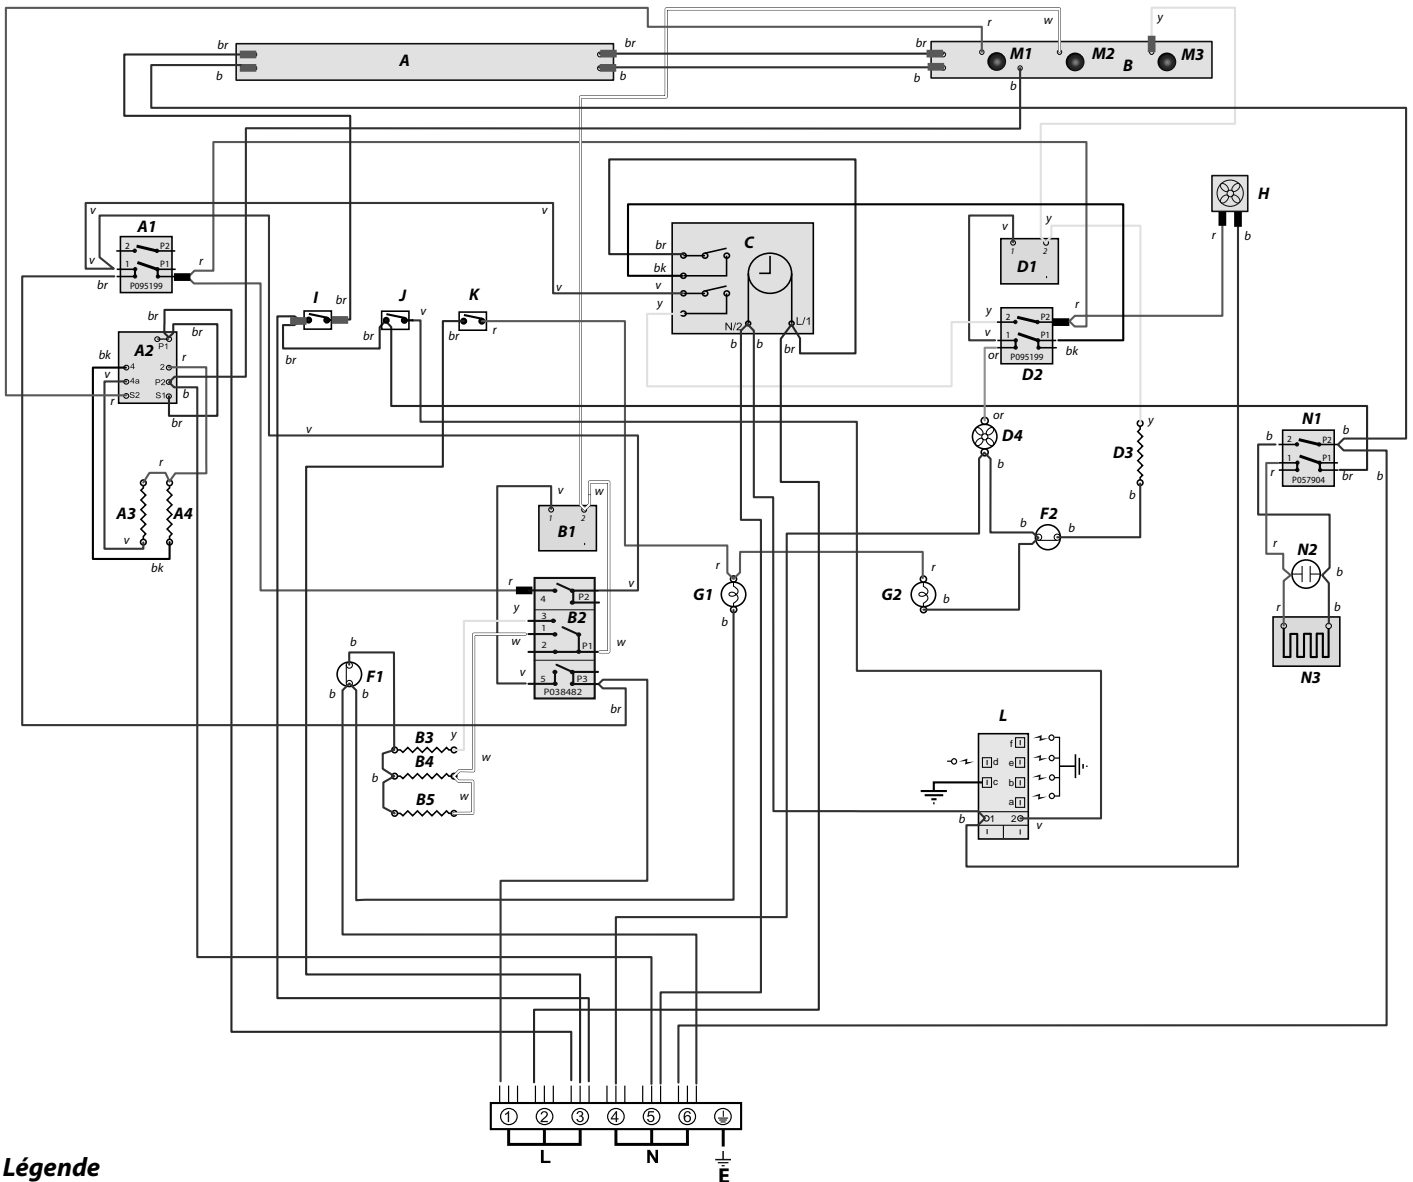 r w y
br A br br M1 M2 B M3
b b b b
H
r b
v v
A1
2 P2
v 1 P1 r
br P095199
C
br
bk
v v
y
N/2 L/1
b b br
v y
1 2
D1
r
y 2 P2
v 1 P1
or P095199 bk
D2
I br J v K
br br br r
br br
P1
A2
bk 4 2 r
v 4a P2
r S2 S1 b
br
v
or
D4
b
y
D3
b
N1
b 2 P2 b
1 P1
r P057904 br b
r
A3 A4
v
bk
v w
1 2
B1
F2
b b
r N2 b
r b
N3
r 4 P2 v
y 3 B2
1
w 2 P1 w
v 5 P3
P038482
br
r r
G1 G2 b
b
b
F1
b b
B3 y
B4 w
b
B5 w
L
f
d e
c b
a
b 1 2 v
1 2 3 4 5 6
L N E
Légende